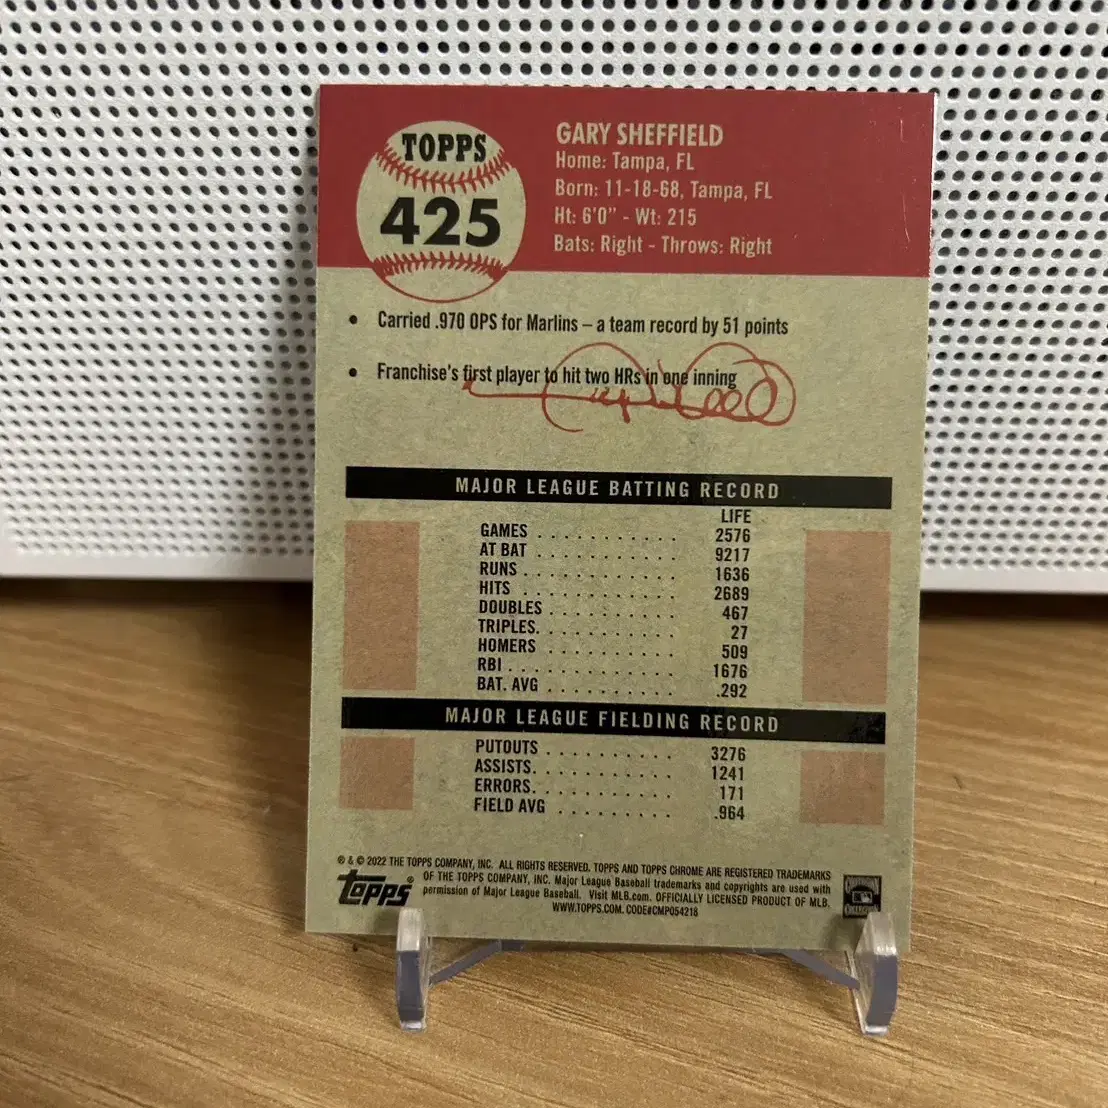 TOPPS
425
GARY SHEFFIELD
Home: Tampa, FL
Born: 11-18-68, Tampa, FL
Ht: 6'0" - Wt: 215
Bats: Right - Throws: Right
• Carried .970 OPS for Marlins – a team record by 51 points
• Franchise's first player to hit two HRs in one inning
MAJOR LEAGUE BATTING RECORD
LIFE
GAMES . . . . . . . . . . . 2576
AT BAT . . . . . . . . . . . 9217
RUNS . . . . . . . . . . . . 1636
HITS . . . . . . . . . . . . 2689
DOUBLES . . . . . . . . . . 467
TRIPLES. . . . . . . . . . . 27
HOMERS . . . . . . . . . . 509
RBI . . . . . . . . . . . . . 1676
BAT. AVG . . . . . . . . . . .292
MAJOR LEAGUE FIELDING RECORD
PUTOUTS . . . . . . . . . . 3276
ASSISTS. . . . . . . . . . . 1241
ERRORS. . . . . . . . . . . 171
FIELD AVG . . . . . . . . . .964
® & © 2022 THE TOPPS COMPANY, INC. ALL RIGHTS RESERVED. TOPPS AND TOPPS CHROME ARE REGISTERED TRADEMARKS
OF THE TOPPS COMPANY, INC. Major League Baseball trademarks and copyrights are used with
permission of Major League Baseball. Visit MLB.com. OFFICIALLY LICENSED PRODUCT OF MLB.
WWW.TOPPS.COM. CODE#CMP054218
topps®